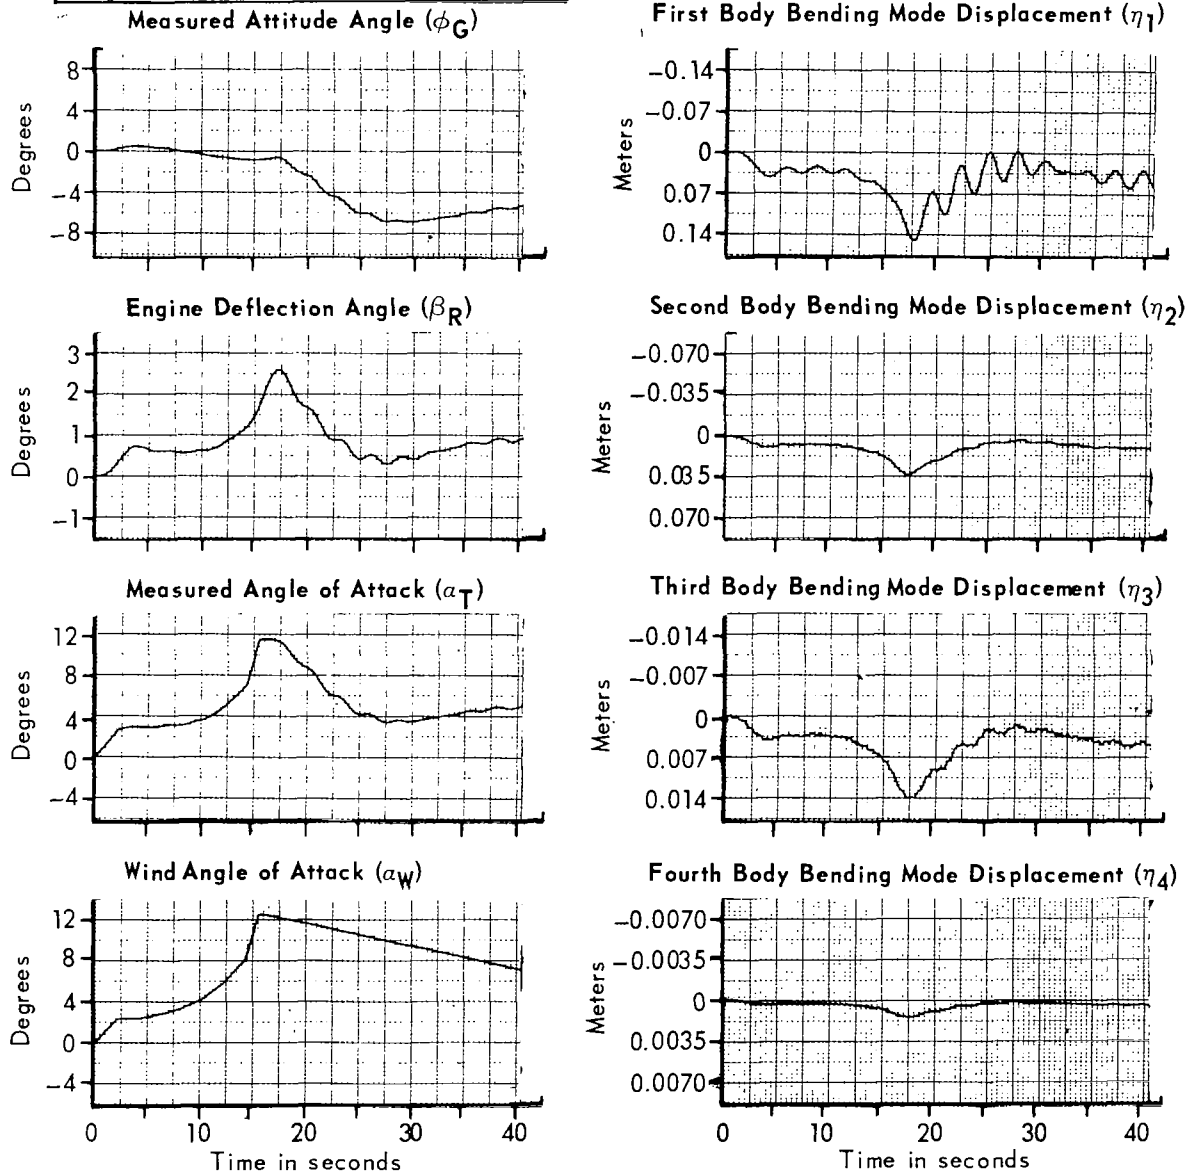 Measured Attitude Angle (ϕG)
8
4
0
−4
−8
Degrees
Engine Deflection Angle (βR)
3
2
1
0
−1
Degrees
Measured Angle of Attack (αT)
12
8
4
0
−4
Degrees
Wind Angle of Attack (αW)
12
8
4
0
−4
Degrees
0 10 20 30 40
Time in seconds
First Body Bending Mode Displacement (η1)
−0.14
−0.07
0
0.07
0.14
Meters
Second Body Bending Mode Displacement (η2)
−0.070
−0.035
0
0.035
0.070
Meters
Third Body Bending Mode Displacement (η3)
−0.014
−0.007
0
0.007
0.014
Meters
Fourth Body Bending Mode Displacement (η4)
−0.0070
−0.0035
0
0.0035
0.0070
Meters
0 10 20 30 40
Time in seconds